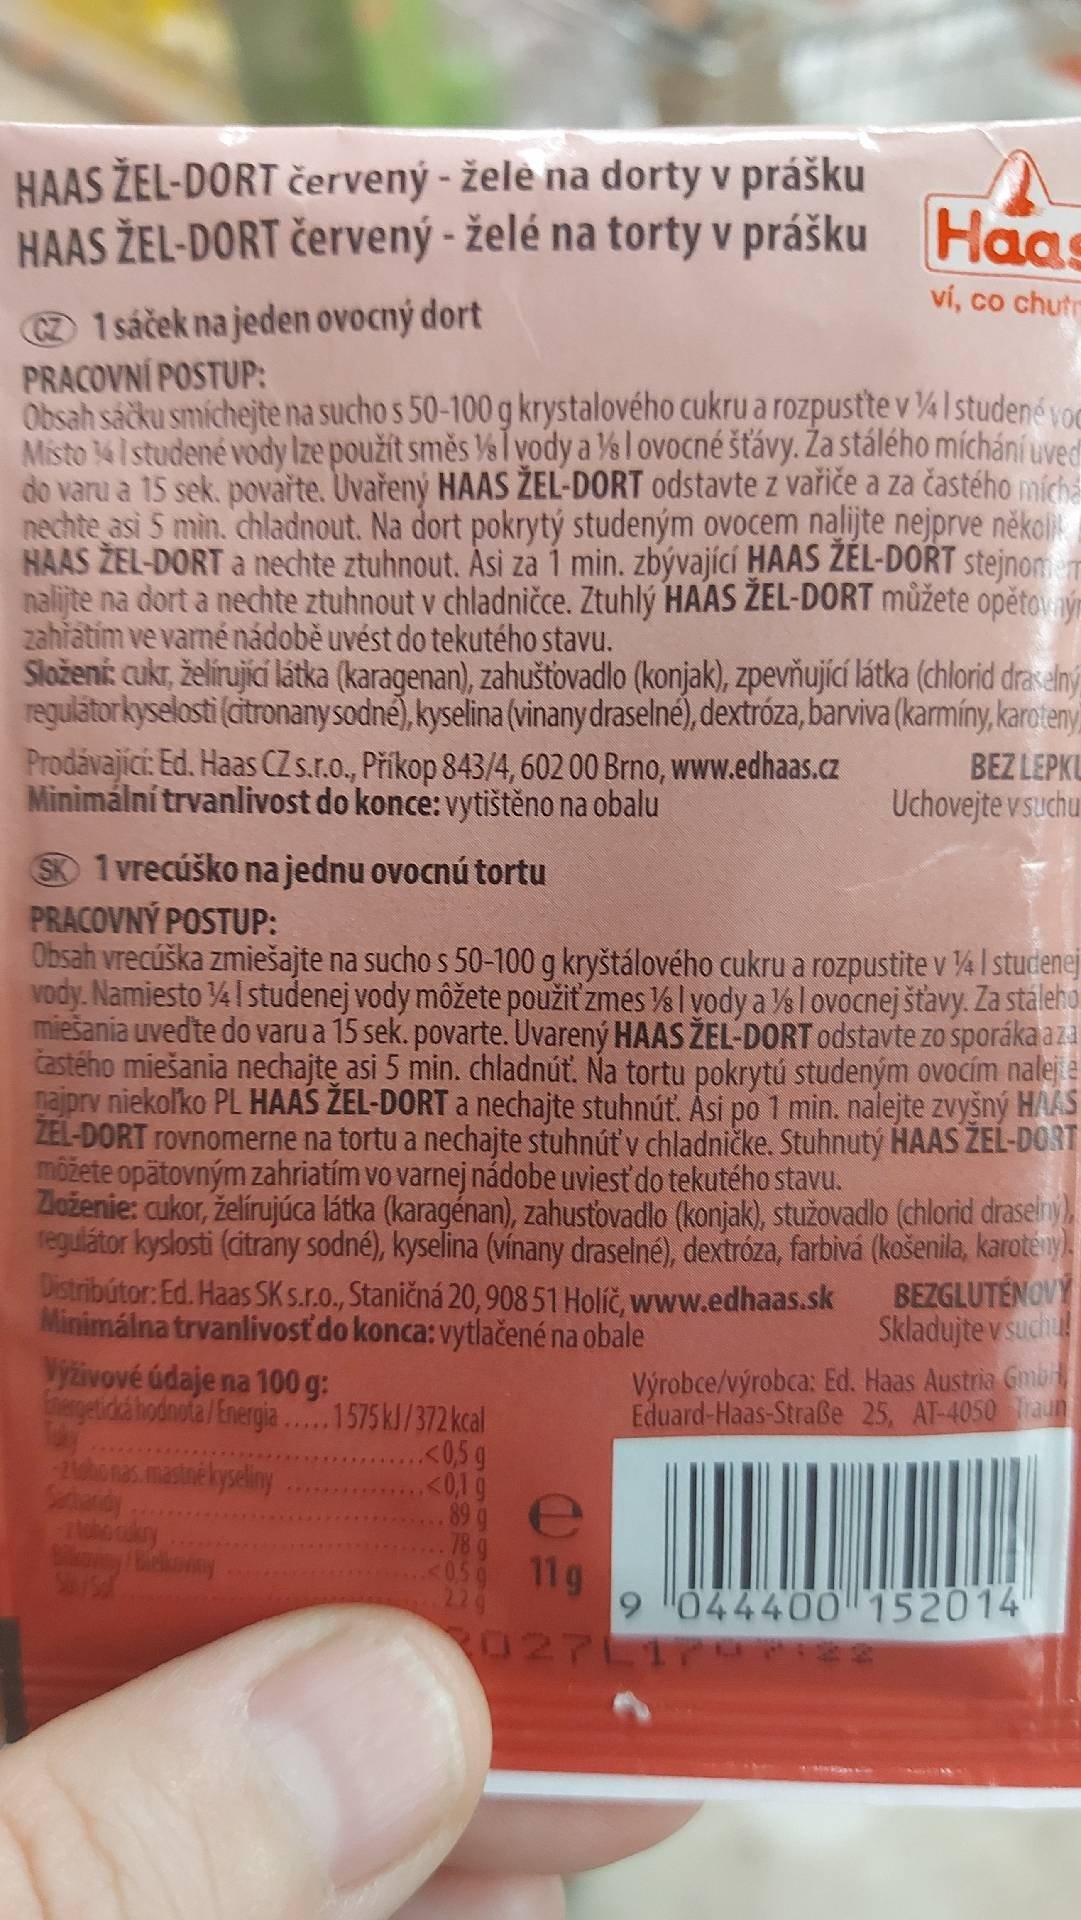 HAAS ŽEL-DORT červený - želé na dorty v prášku
HAAS ŽEL-DORT červený - želé na torty v prášku
Haas
ví, co chutn
CZ 1 sáček na jeden ovocný dort
PRACOVNÍ POSTUP:
Obsah sáčku smíchejte na sucho s 50-100 g krystalového cukru a rozpusťte v ¼ l studené vod
Místo ¼ l studené vody lze použít směs ⅛ l vody a ⅛ l ovocné šťávy. Za stálého míchání uved
do varu a 15 sek. povařte. Uvařený HAAS ŽEL-DORT odstavte z vařiče a za častého míchá
nechte asi 5 min. chladnout. Na dort pokrytý studeným ovocem nalijte nejprve několik
HAAS ŽEL-DORT a nechte ztuhnout. Asi za 1 min. zbývající HAAS ŽEL-DORT stejnoměrn
nalijte na dort a nechte ztuhnout v chladničce. Ztuhlý HAAS ŽEL-DORT můžete opětovným
zahřátím ve varné nádobě uvést do tekutého stavu.
Složení: cukr, želírující látka (karagenan), zahušťovadlo (konjak), zpevňující látka (chlorid draselný
regulátor kyselosti (citronany sodné), kyselina (vinany draselné), dextróza, barviva (karmíny, karoteny)
Prodávající: Ed. Haas CZ s.r.o., Příkop 843/4, 602 00 Brno, www.edhaas.cz BEZ LEPKU
Minimální trvanlivost do konce: vytištěno na obalu Uchovejte v suchu
SK 1 vrecúško na jednu ovocnú tortu
PRACOVNÝ POSTUP:
Obsah vrecúška zmiešajte na sucho s 50-100 g kryštálového cukru a rozpustite v ¼ l studenej
vody. Namiesto ¼ l studenej vody môžete použiť zmes ⅛ l vody a ⅛ l ovocnej šťavy. Za stáleho
miešania uveďte do varu a 15 sek. povarte. Uvarený HAAS ŽEL-DORT odstavte zo sporáka a za
častého miešania nechajte asi 5 min. chladnúť. Na tortu pokrytú studeným ovocím nalejte
najprv niekoľko PL HAAS ŽEL-DORT a nechajte stuhnúť. Asi po 1 min. nalejte zvyšný HAAS
ŽEL-DORT rovnomerne na tortu a nechajte stuhnúť v chladničke. Stuhnutý HAAS ŽEL-DORT
môžete opätovným zahriatím vo varnej nádobe uviesť do tekutého stavu.
Zloženie: cukor, želírujúca látka (karagénan), zahusťovadlo (konjak), stužovadlo (chlorid draselný),
regulátor kyslosti (citrany sodné), kyselina (vínany draselné), dextróza, farbivá (košenila, karotény).
Distribútor: Ed. Haas SK s.r.o., Staničná 20, 908 51 Holíč, www.edhaas.sk BEZGLUTÉNOVÝ
Minimálna trvanlivosť do konca: vytlačené na obale Skladujte v suchu!
Výživové údaje na 100 g:
Energetická hodnota / Energia ..... 1575 kJ / 372 kcal
Tuky ..... <0,5 g
- z toho nas. mastné kyseliny ..... <0,1 g
Sacharidy ..... 89 g
- z toho cukry ..... 78 g
Bílkoviny / Bielkoviny ..... <0,5 g
Sůl / Soľ ..... 2,2 g
Výrobce/výrobca: Ed. Haas Austria GmbH,
Eduard-Haas-Straße 25, AT-4050 Traun
e
11 g
9 044400 152014